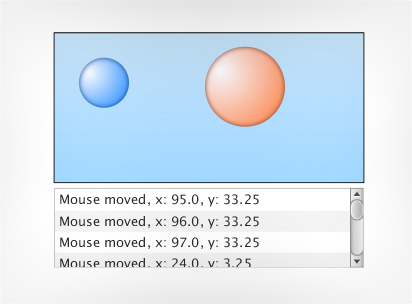 Mouse moved, x: 95.0, y: 33.25
Mouse moved, x: 96.0, y: 33.25
Mouse moved, x: 97.0, y: 33.25
Mouse moved, x: 24.0, y: 3.25